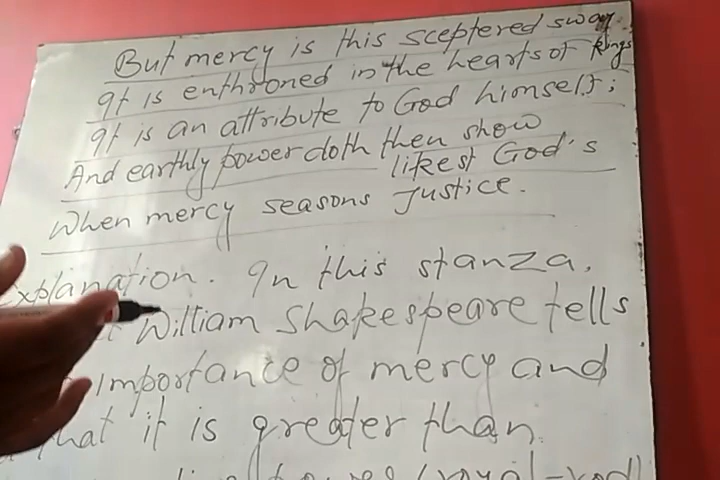 But mercy is this sceptered sway.
It is enthroned in the hearts of kings
It is an attribute to God himself;
And earthly power doth then show
likest God's
When mercy seasons justice.
Explanation. In this stanza,
William Shakespeare tells
importance of mercy and
that it is greater than